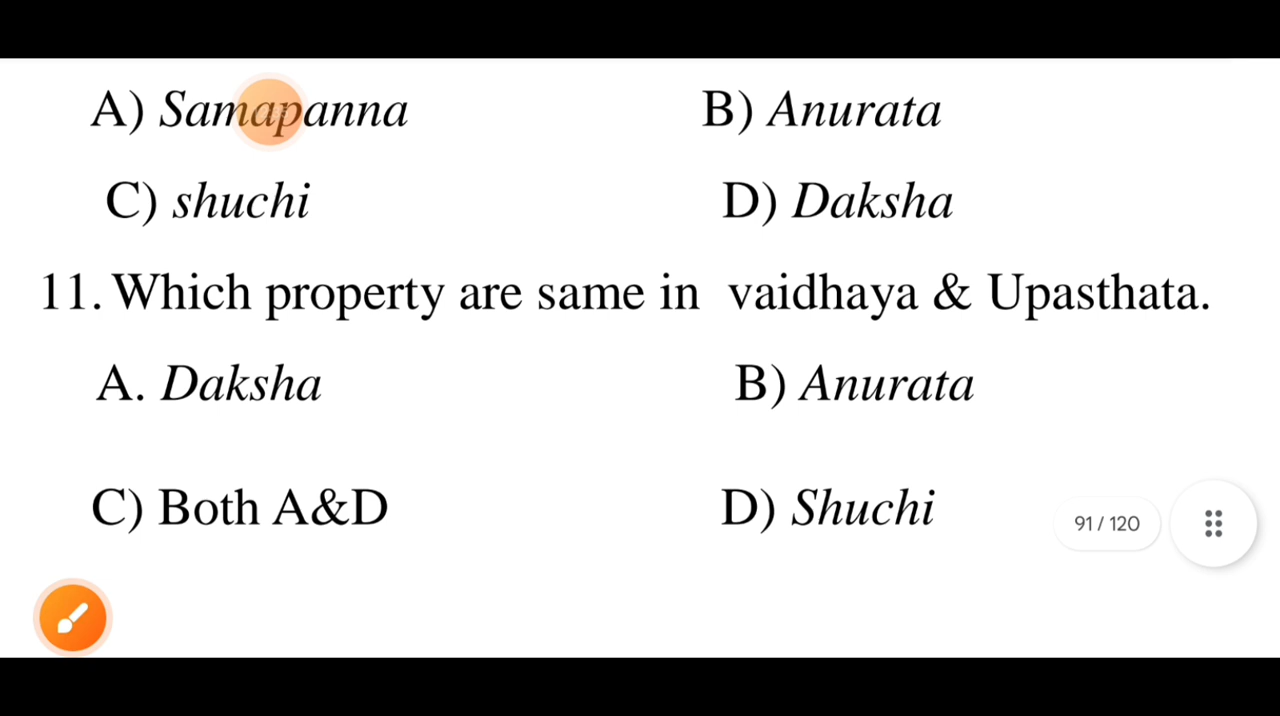 A) Samapanna B) Anurata
C) shuchi D) Daksha
11. Which property are same in vaidhaya & Upasthata.
A. Daksha B) Anurata
C) Both A&D D) Shuchi
91 / 120